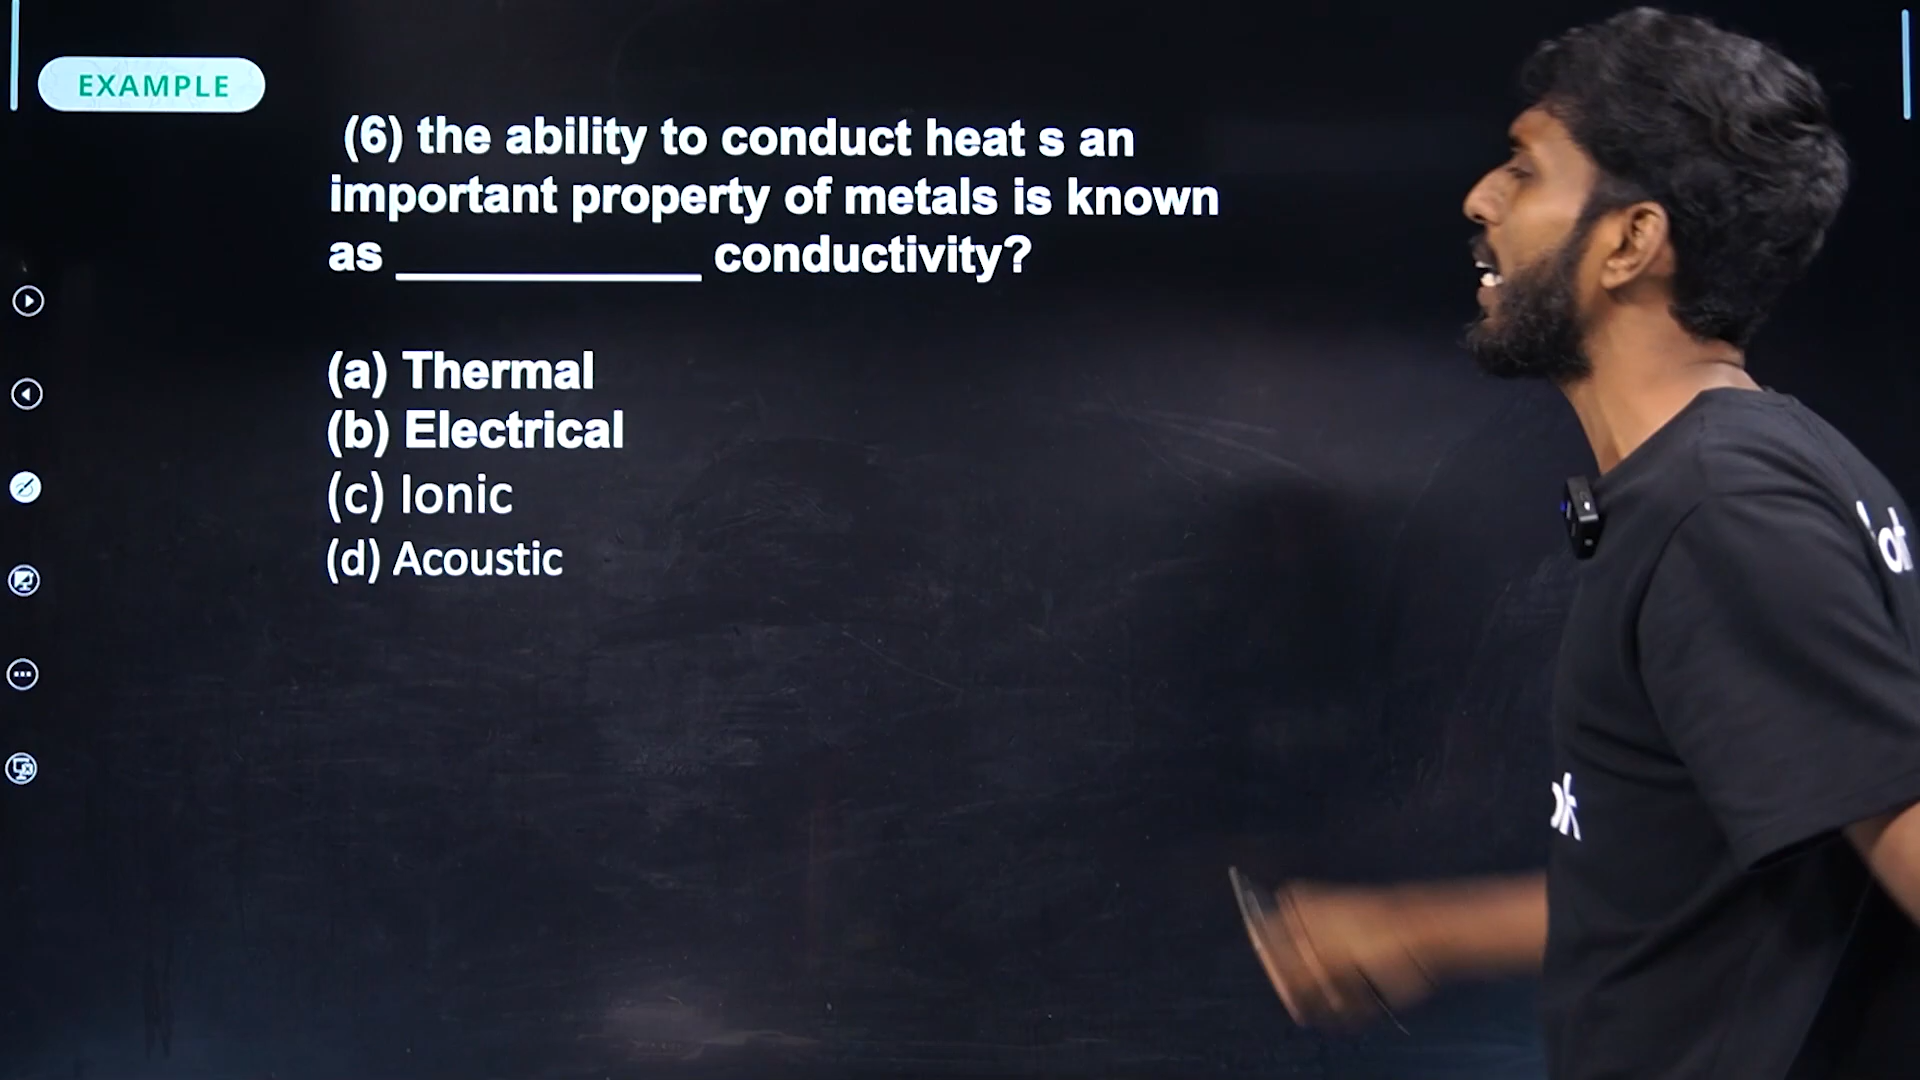 EXAMPLE
(6) the ability to conduct heat s an
important property of metals is known
as ____________ conductivity?
(a) Thermal
(b) Electrical
(c) Ionic
(d) Acoustic